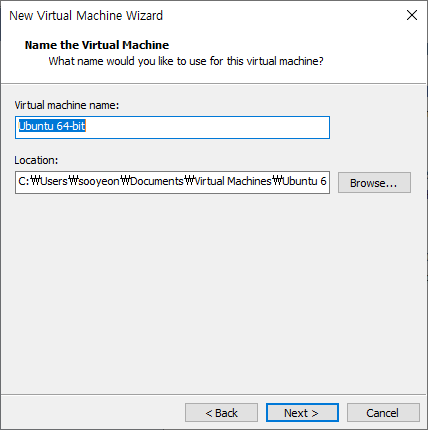 New Virtual Machine Wizard
Name the Virtual Machine
What name would you like to use for this virtual machine?
Virtual machine name:
Ubuntu 64-bit
Location:
C:₩Users₩sooyeon₩Documents₩Virtual Machines₩Ubuntu 6
Browse...
< Back
Next >
Cancel